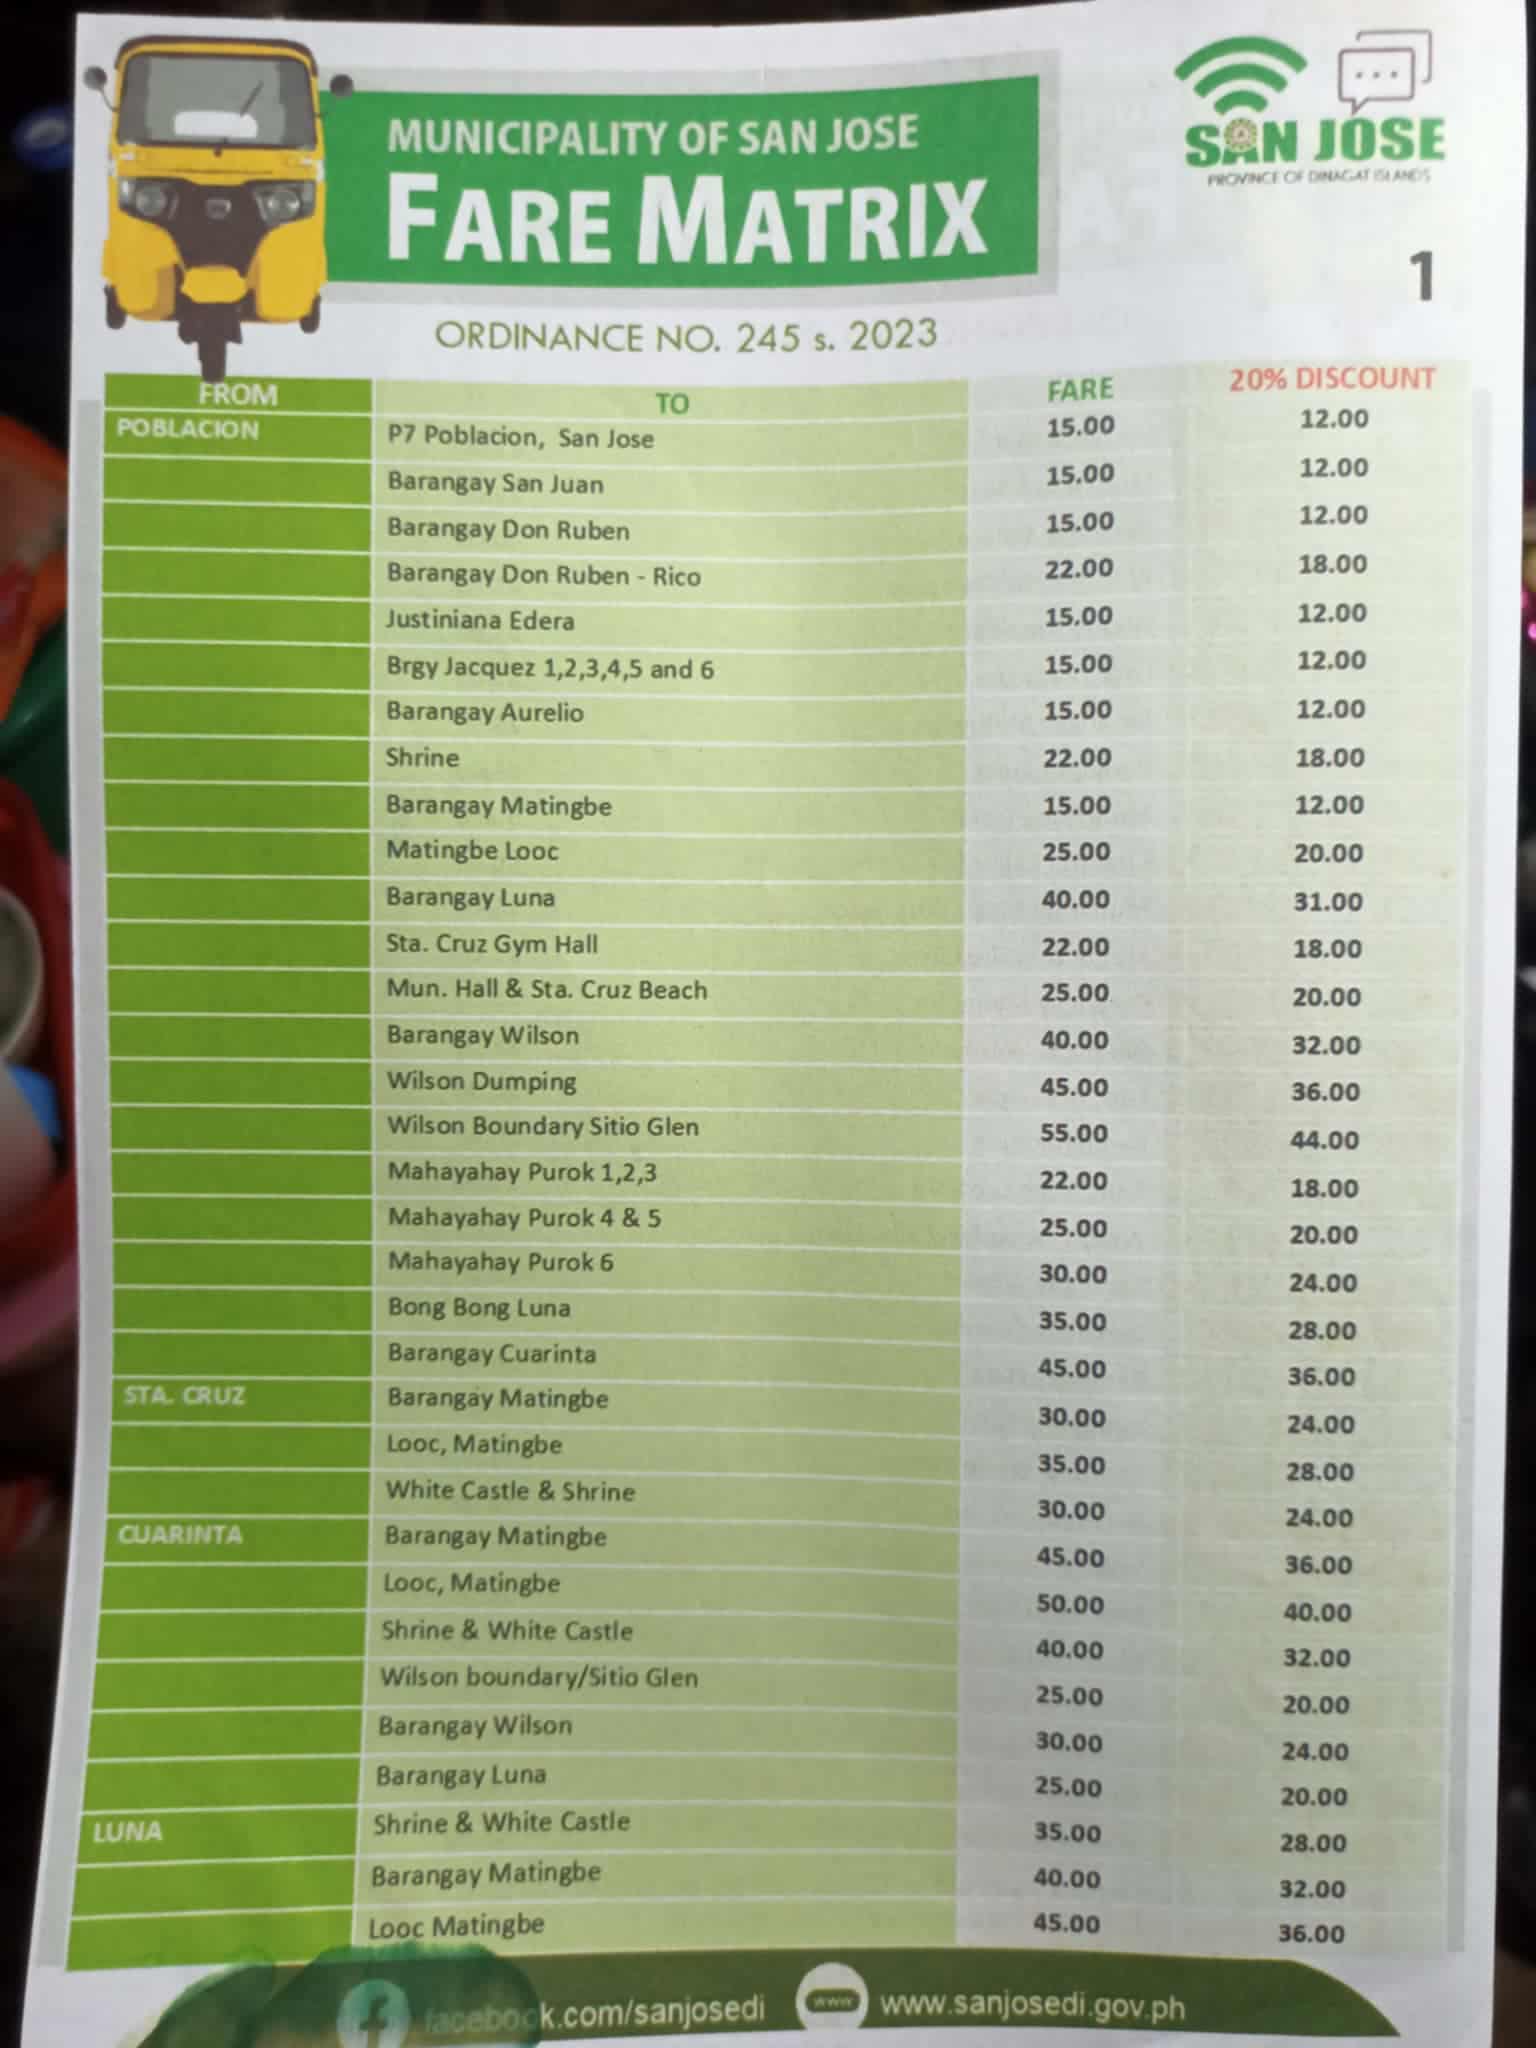 MUNICIPALITY OF SAN JOSE
FARE MATRIX
SAN JOSE
PROVINCE OF DINAGAT ISLANDS
1
ORDINANCE NO. 245 s. 2023
FROM TO FARE 20% DISCOUNT
POBLACION P7 Poblacion, San Jose 15.00 12.00
Barangay San Juan 15.00 12.00
Barangay Don Ruben 15.00 12.00
Barangay Don Ruben - Rico 22.00 18.00
Justiniana Edera 15.00 12.00
Brgy Jacquez 1,2,3,4,5 and 6 15.00 12.00
Barangay Aurelio 15.00 12.00
Shrine 22.00 18.00
Barangay Matingbe 15.00 12.00
Matingbe Looc 25.00 20.00
Barangay Luna 40.00 31.00
Sta. Cruz Gym Hall 22.00 18.00
Mun. Hall & Sta. Cruz Beach 25.00 20.00
Barangay Wilson 40.00 32.00
Wilson Dumping 45.00 36.00
Wilson Boundary Sitio Glen 55.00 44.00
Mahayahay Purok 1,2,3 22.00 18.00
Mahayahay Purok 4 & 5 25.00 20.00
Mahayahay Purok 6 30.00 24.00
Bong Bong Luna 35.00 28.00
Barangay Cuarinta 45.00 36.00
STA. CRUZ Barangay Matingbe 30.00 24.00
Looc, Matingbe 35.00 28.00
White Castle & Shrine 30.00 24.00
CUARINTA Barangay Matingbe 45.00 36.00
Looc, Matingbe 50.00 40.00
Shrine & White Castle 40.00 32.00
Wilson boundary/Sitio Glen 25.00 20.00
Barangay Wilson 30.00 24.00
Barangay Luna 25.00 20.00
LUNA Shrine & White Castle 35.00 28.00
Barangay Matingbe 40.00 32.00
Looc Matingbe 45.00 36.00
f facebook.com/sanjosedi www www.sanjosedi.gov.ph